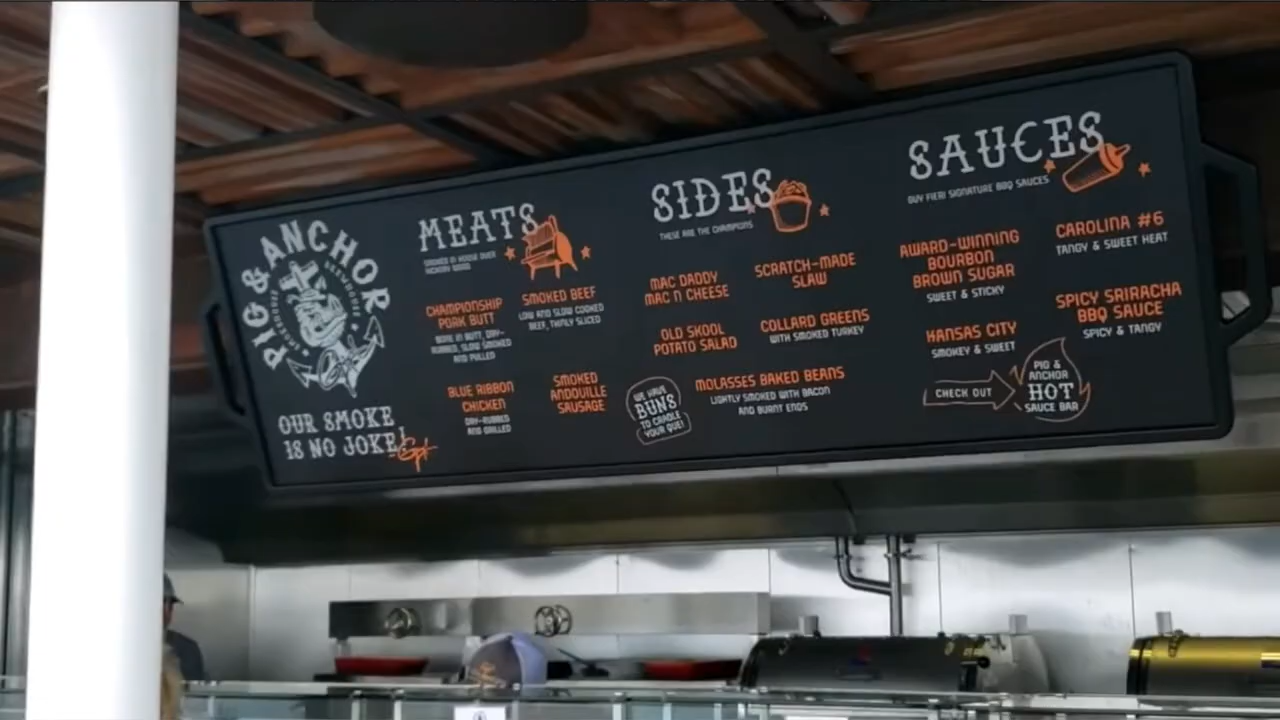 PIG & ANCHOR
SMOKEHOUSE
BREWHOUSE
OUR SMOKE
IS NO JOKE!
MEATS
SMOKED IN HOUSE OVER
HICKORY WOOD
CHAMPIONSHIP
PORK BUTT
BONE IN BUTT, DRY-
RUBBED, SLOW SMOKED
AND PULLED
SMOKED BEEF
LOW AND SLOW COOKED
BEEF, THINLY SLICED
BLUE RIBBON
CHICKEN
DRY-RUBBED
AND GRILLED
SMOKED
ANDOUILLE
SAUSAGE
SIDES
THESE ARE THE CHAMPIONS
MAC DADDY
MAC N CHEESE
SCRATCH-MADE
SLAW
OLD SKOOL
POTATO SALAD
COLLARD GREENS
WITH SMOKED TURKEY
WE HAVE
BUNS
TO CRADLE
YOUR 'QUE!
MOLASSES BAKED BEANS
LIGHTLY SMOKED WITH BACON
AND BURNT ENDS
SAUCES
GUY FIERI SIGNATURE BBQ SAUCES
AWARD-WINNING
BOURBON
BROWN SUGAR
SWEET & STICKY
CAROLINA #6
TANGY & SWEET HEAT
KANSAS CITY
SMOKEY & SWEET
SPICY SRIRACHA
BBQ SAUCE
SPICY & TANGY
CHECK OUT
PIG &
ANCHOR
HOT
SAUCE BAR